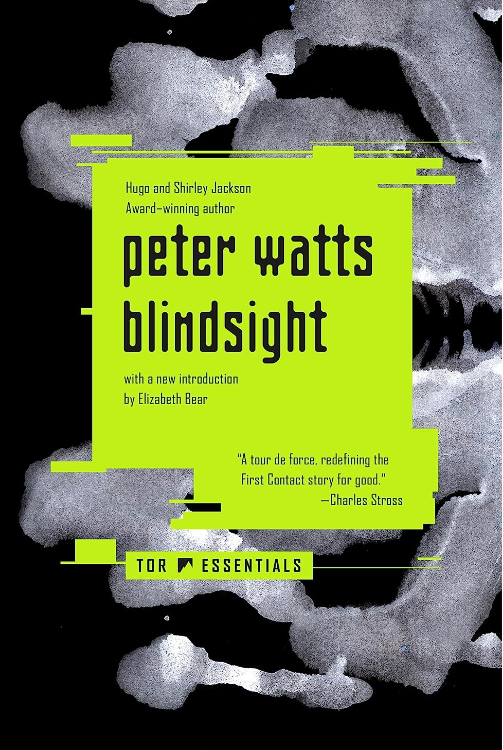 Hugo and Shirley Jackson
Award–winning author
peter watts
blindsight
with a new introduction
by Elizabeth Bear
"A tour de force, redefining the
First Contact story for good."
—Charles Stross
TOR ESSENTIALS